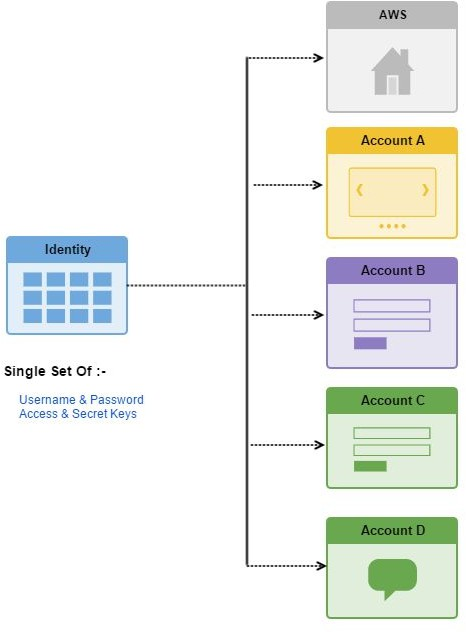 AWS
Account A
Identity
Account B
Single Set Of :-
Username & Password
Access & Secret Keys
Account C
Account D